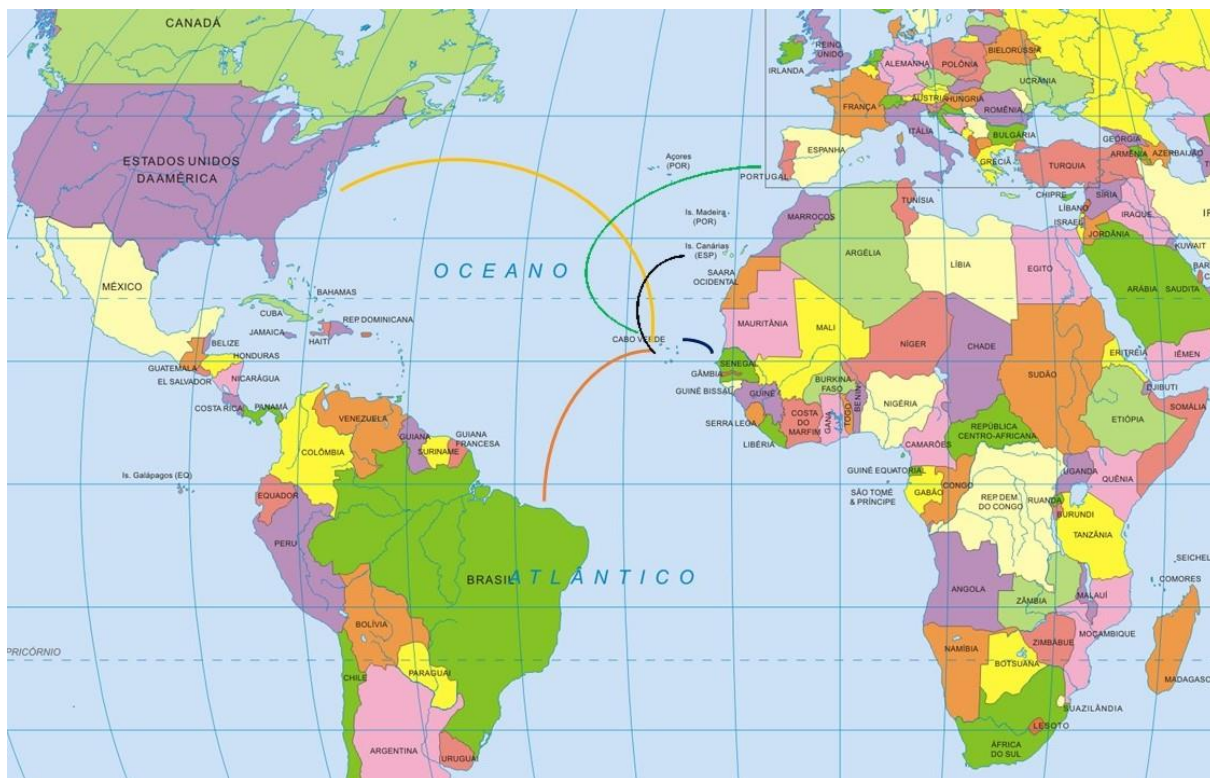 CANADÁ
ESTADOS UNIDOS
DA AMÉRICA
MÉXICO
BAHAMAS
CUBA
REP. DOMINICANA
JAMAICA
HAITI
BELIZE
HONDURAS
GUATEMALA
EL SALVADOR
NICARÁGUA
COSTA RICA
PANAMÁ
VENEZUELA
GUIANA
SURINAME
GUIANA
FRANCESA
COLÔMBIA
Is. Galápagos (EQ)
EQUADOR
PERU
BRASIL
BOLÍVIA
PARAGUAI
CHILE
ARGENTINA
URUGUAI
PRICÓRNIO
OCEANO
ATLÂNTICO
Açores
(POR)
Is. Madeira
(POR)
Is. Canárias
(ESP)
CABO VERDE
IRLANDA
REINO
UNIDO
ALEMANHA
POLÔNIA
BIELORÚSSIA
UCRÂNIA
FRANÇA
ÁUSTRIA
HUNGRIA
ROMÊNIA
ITÁLIA
BULGÁRIA
ESPANHA
PORTUGAL
GRÉCIA
TURQUIA
GEÓRGIA
ARMÊNIA
AZERBAIJÃO
CHIPRE
SÍRIA
LÍBANO
ISRAEL
IRAQUE
JORDÂNIA
KUWAIT
ARÁBIA
SAUDITA
IÊMEN
MARROCOS
TUNÍSIA
ARGÉLIA
LÍBIA
EGITO
SAARA
OCIDENTAL
MAURITÂNIA
MALI
NÍGER
CHADE
SUDÃO
ERITRÉIA
DJIBUTI
SENEGAL
GÂMBIA
GUINÉ BISSAU
GUINÉ
SERRA LEOA
LIBÉRIA
COSTA
DO
MARFIM
BURKINA
FASO
GANA
TOGO
BENIN
NIGÉRIA
CAMARÕES
REPÚBLICA
CENTRO-AFRICANA
ETIÓPIA
SOMÁLIA
GUINÉ EQUATORIAL
SÃO TOMÉ
& PRÍNCIPE
GABÃO
CONGO
REP. DEM.
DO CONGO
UGANDA
QUÊNIA
RUANDA
BURUNDI
TANZÂNIA
SEICHEL
COMORES
ANGOLA
ZÂMBIA
MALAUÍ
MOÇAMBIQUE
ZIMBÁBUE
NAMÍBIA
BOTSUANA
MADAGASC
SUAZILÂNDIA
LESOTO
ÁFRICA
DO SUL